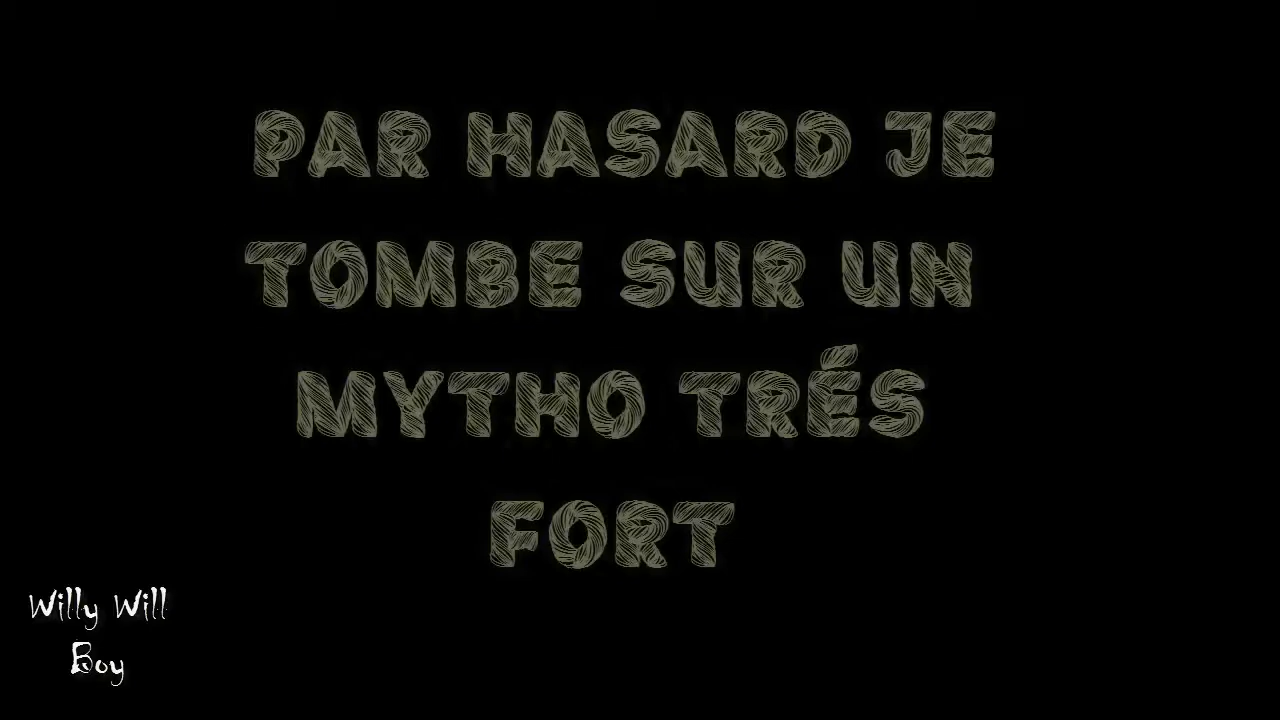 PAR HASARD JE
TOMBE SUR UN
MYTHO TRÉS
FORT
Willy Will
Boy